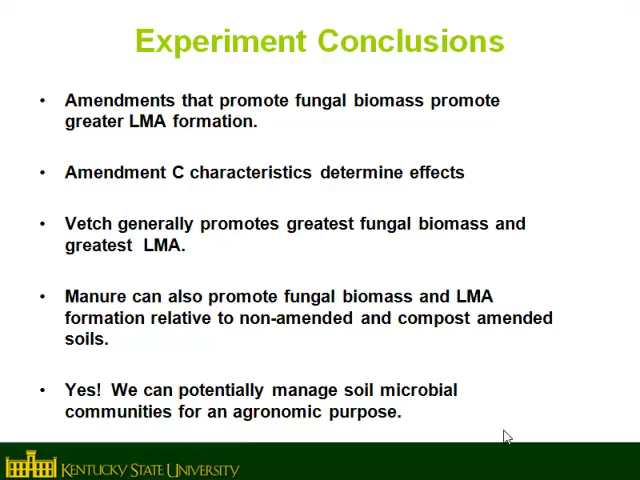 Experiment Conclusions
• Amendments that promote fungal biomass promote
greater LMA formation.
• Amendment C characteristics determine effects
• Vetch generally promotes greatest fungal biomass and
greatest LMA.
• Manure can also promote fungal biomass and LMA
formation relative to non-amended and compost amended
soils.
• Yes! We can potentially manage soil microbial
communities for an agronomic purpose.
KENTUCKY STATE UNIVERSITY